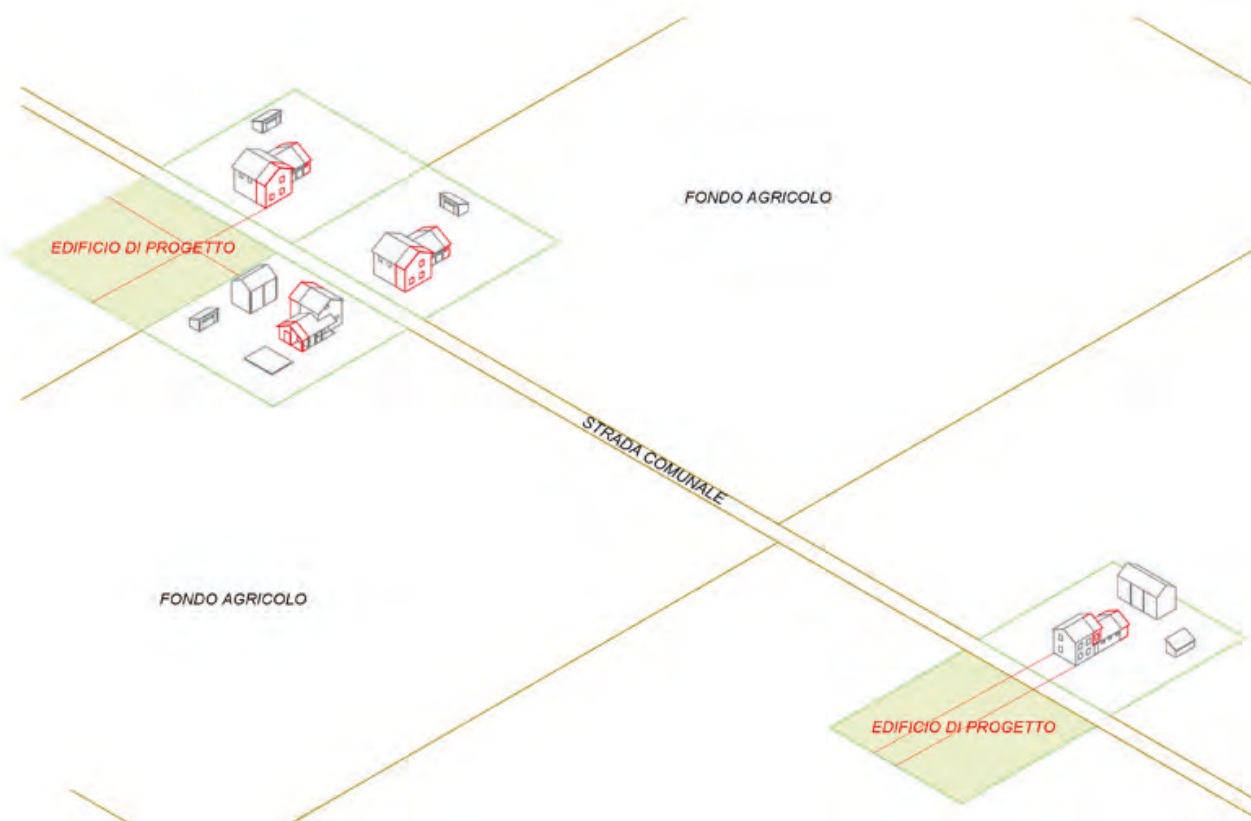 FONDO AGRICOLO
EDIFICIO DI PROGETTO
STRADA COMUNALE
FONDO AGRICOLO
EDIFICIO DI PROGETTO